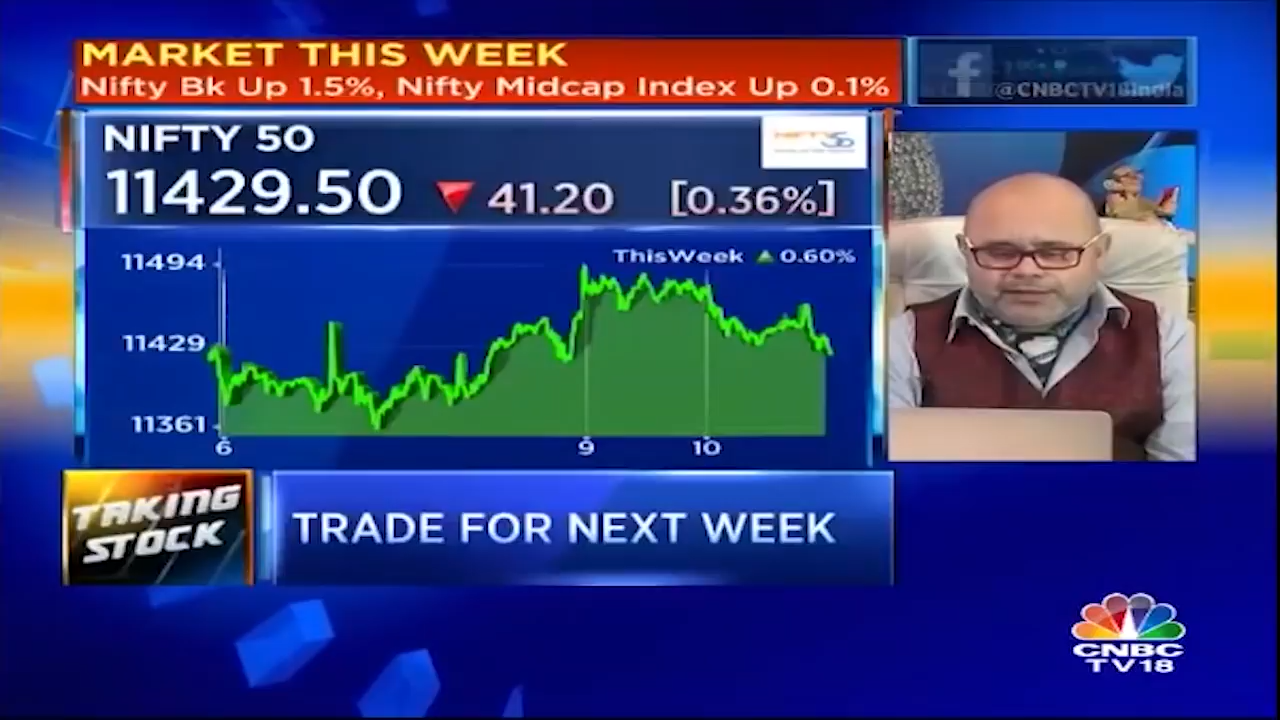 MARKET THIS WEEK
Nifty Bk Up 1.5%, Nifty Midcap Index Up 0.1%
@CNBCTV18India
NIFTY 50
11429.50 ▼ 41.20 [0.36%]
ThisWeek ▲ 0.60%
11494
11429
11361
6 9 10
TAKING
STOCK
TRADE FOR NEXT WEEK
CNBC
TV18